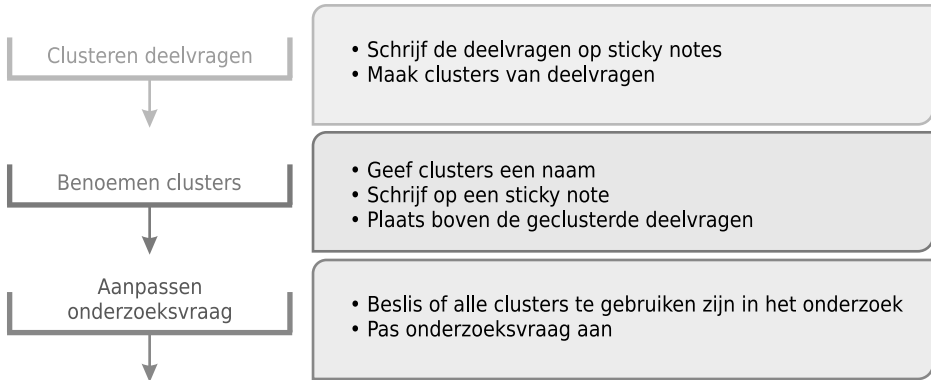 Clusteren deelvragen
• Schrijf de deelvragen op sticky notes
• Maak clusters van deelvragen
Benoemen clusters
• Geef clusters een naam
• Schrijf op een sticky note
• Plaats boven de geclusterde deelvragen
Aanpassen
onderzoeksvraag
• Beslis of alle clusters te gebruiken zijn in het onderzoek
• Pas onderzoeksvraag aan